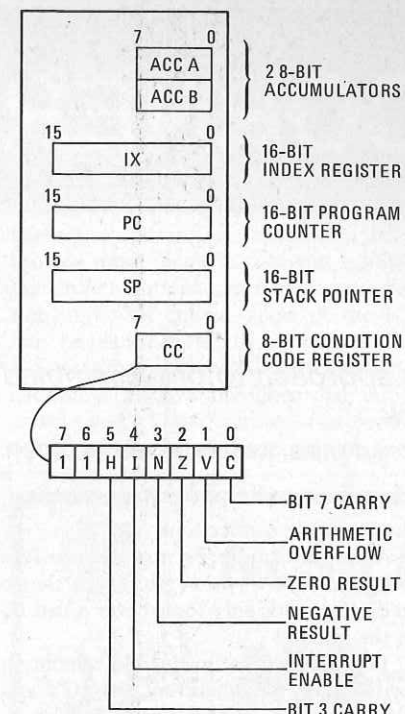 7 0
ACC A
ACC B
2 8-BIT
ACCUMULATORS
15 0
IX
16-BIT
INDEX REGISTER
15 0
PC
16-BIT PROGRAM
COUNTER
15 0
SP
16-BIT
STACK POINTER
7 0
CC
8-BIT CONDITION
CODE REGISTER
7 6 5 4 3 2 1 0
1 1 H I N Z V C
BIT 7 CARRY
ARITHMETIC
OVERFLOW
ZERO RESULT
NEGATIVE
RESULT
INTERRUPT
ENABLE
BIT 3 CARRY